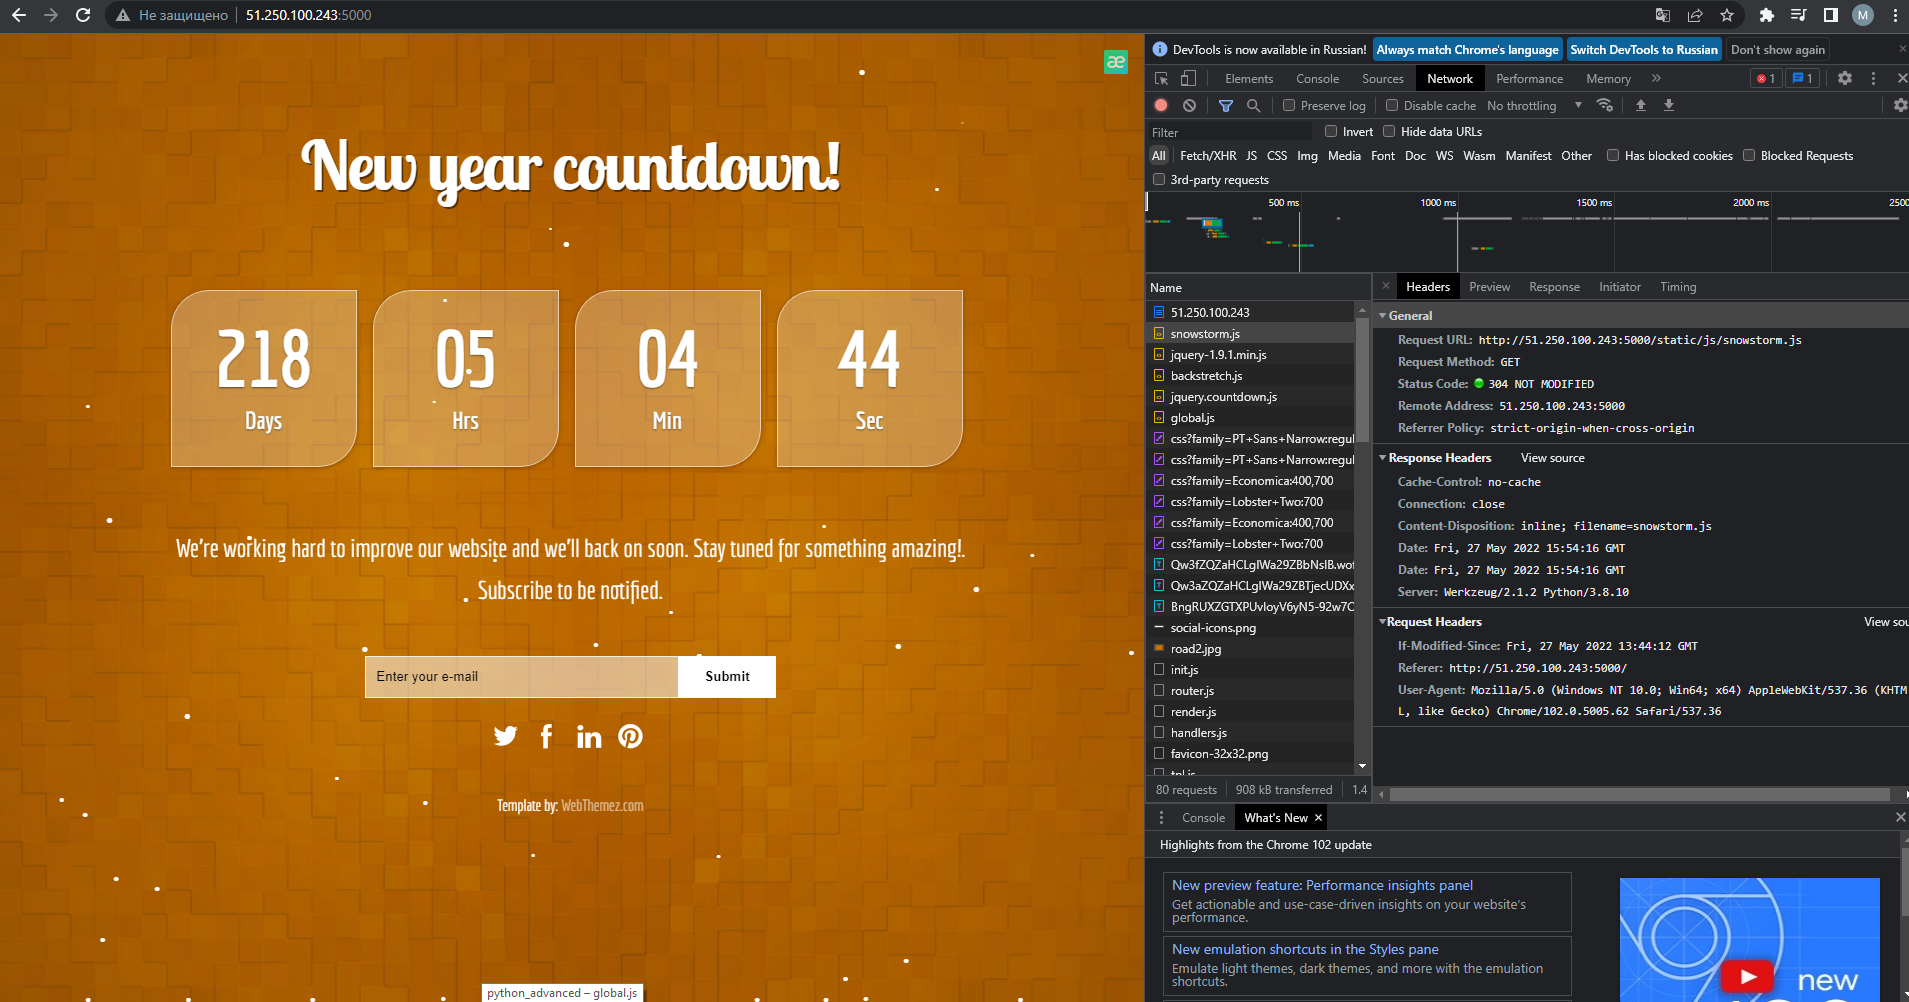 Не защищено
51.250.100.243:5000
M
æ
New year countdown!
218
05
04
44
Days
Hrs
Min
Sec
We're working hard to improve our website and we'll back on soon. Stay tuned for something amazing!.
Subscribe to be notified.
Enter your e-mail
Submit
Template by: WebThemez.com
python_advanced – global.js
DevTools is now available in Russian!
Always match Chrome's language
Switch DevTools to Russian
Don't show again
Elements
Console
Sources
Network
Performance
Memory
1
1
Preserve log
Disable cache
No throttling
Filter
Invert
Hide data URLs
All
Fetch/XHR
JS
CSS
Img
Media
Font
Doc
WS
Wasm
Manifest
Other
Has blocked cookies
Blocked Requests
3rd-party requests
500 ms
1000 ms
1500 ms
2000 ms
2500
Name
51.250.100.243
snowstorm.js
jquery-1.9.1.min.js
backstretch.js
jquery.countdown.js
global.js
css?family=PT+Sans+Narrow:regul
css?family=PT+Sans+Narrow:regul
css?family=Economica:400,700
css?family=Lobster+Two:700
css?family=Economica:400,700
css?family=Lobster+Two:700
social-icons.png
road2.jpg
init.js
router.js
render.js
handlers.js
favicon-32x32.png
80 requests
908 kB transferred
1.4
Headers
Preview
Response
Initiator
Timing
General
Request URL: http://51.250.100.243:5000/static/js/snowstorm.js
Request Method: GET
Status Code: 304 NOT MODIFIED
Remote Address: 51.250.100.243:5000
Referrer Policy: strict-origin-when-cross-origin
Response Headers
View source
Cache-Control: no-cache
Connection: close
Content-Disposition: inline; filename=snowstorm.js
Date: Fri, 27 May 2022 15:54:16 GMT
Date: Fri, 27 May 2022 15:54:16 GMT
Server: Werkzeug/2.1.2 Python/3.8.10
Request Headers
View sou
If-Modified-Since: Fri, 27 May 2022 13:44:12 GMT
Referer: http://51.250.100.243:5000/
User-Agent: Mozilla/5.0 (Windows NT 10.0; Win64; x64) AppleWebKit/537.36 (KHTM
L, like Gecko) Chrome/102.0.5005.62 Safari/537.36
Console
What's New
Highlights from the Chrome 102 update
New preview feature: Performance insights panel
Get actionable and use-case-driven insights on your website's
performance.
New emulation shortcuts in the Styles pane
Emulate light themes, dark themes, and more with the emulation
shortcuts.
new